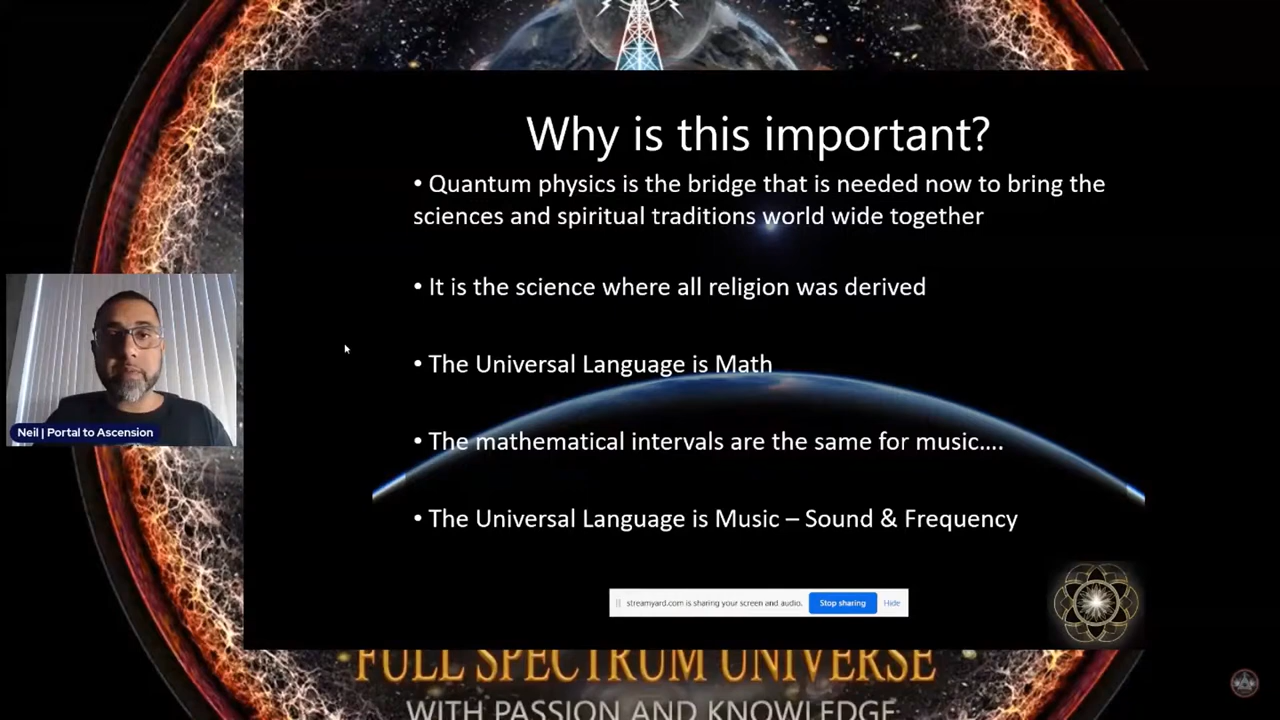 Why is this important?
• Quantum physics is the bridge that is needed now to bring the
sciences and spiritual traditions world wide together
• It is the science where all religion was derived
• The Universal Language is Math
• The mathematical intervals are the same for music....
• The Universal Language is Music – Sound & Frequency
Neil | Portal to Ascension
streamyard.com is sharing your screen and audio. Stop sharing Hide
FULL SPECTRUM UNIVERSE
WITH PASSION AND KNOWLEDGE